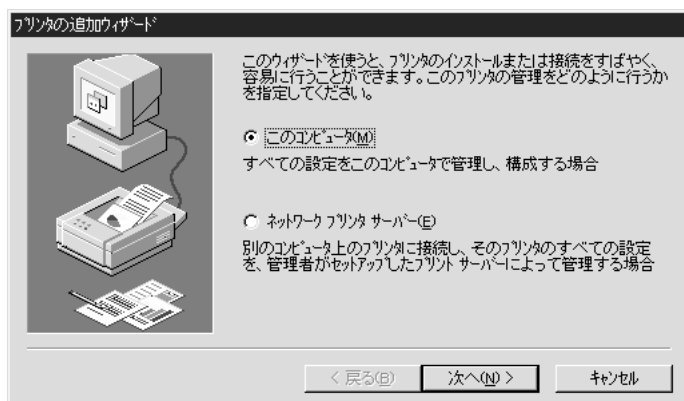 プリンタの追加ウィザード
このウィザードを使うと、プリンタのインストールまたは接続をすばやく、
容易に行うことができます。このプリンタの管理をどのように行うか
を指定してください。
このコンピュータ(M)
すべての設定をこのコンピュータで管理し、構成する場合
ネットワーク プリンタ サーバー(E)
別のコンピュータ上のプリンタに接続し、そのプリンタのすべての設定
を、管理者がセットアップしたプリント サーバーによって管理する場合
< 戻る(B)
次へ(N) >
キャンセル